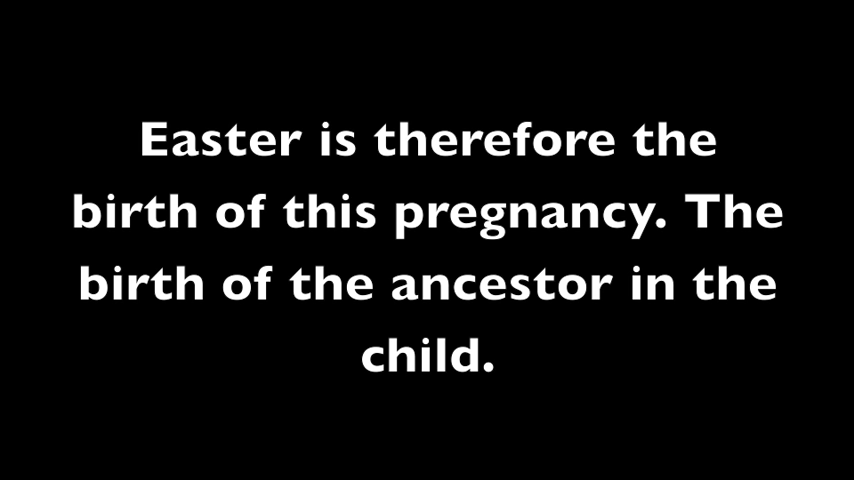 Easter is therefore the
birth of this pregnancy. The
birth of the ancestor in the
child.